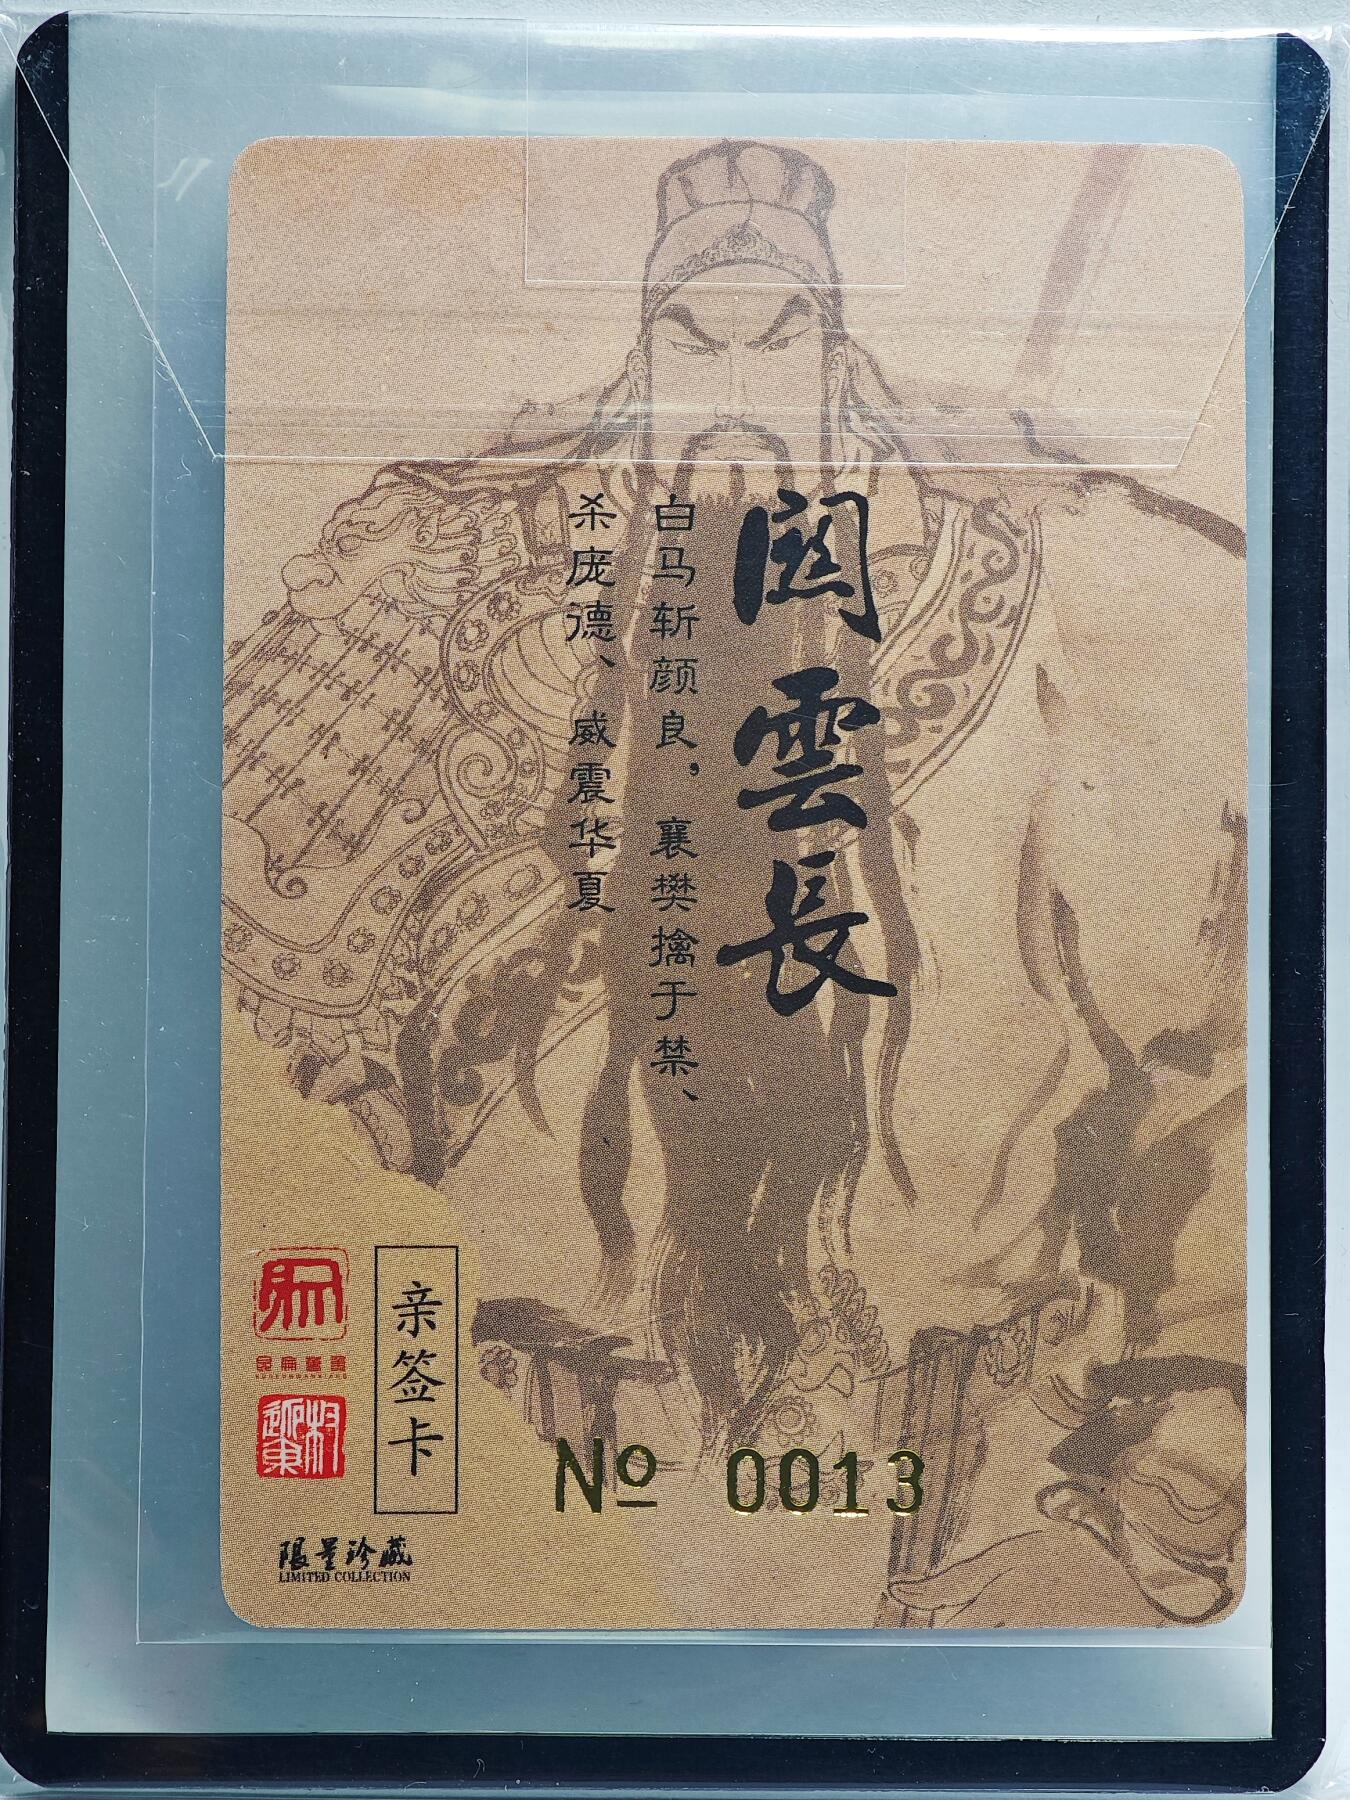 関雲長
白马斩颜良，襄樊擒于禁、
杀庞德、威震华夏
亲签卡
No 0013
限量珍藏
LIMITED COLLECTION